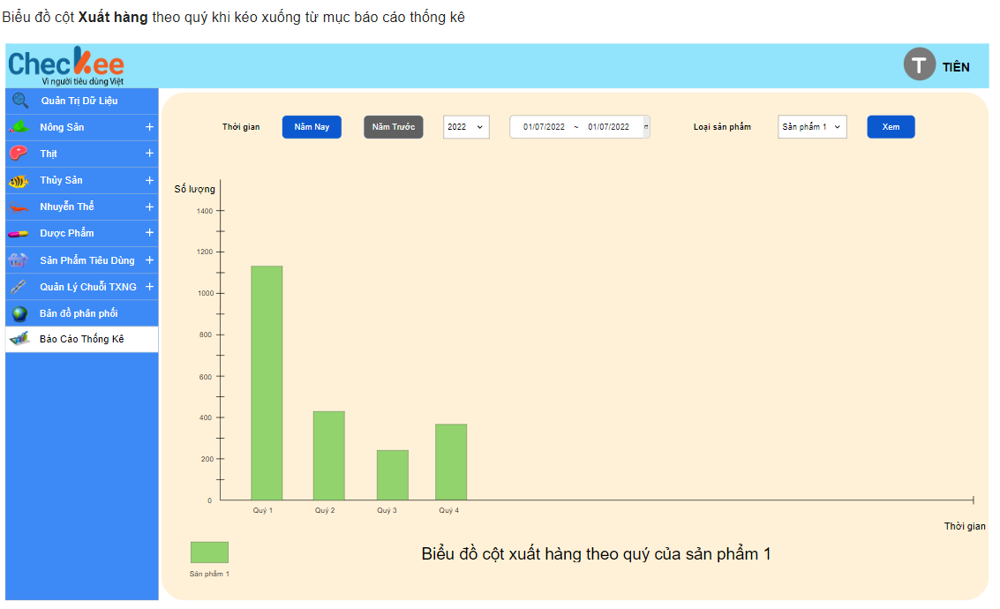 Biểu đồ cột Xuất hàng theo quý khi kéo xuống từ mục báo cáo thống kê
Checkee
Vì người tiêu dùng Việt
T TIÊN
Quản Trị Dữ Liệu
Nông Sản +
Thịt +
Thủy Sản +
Nhuyễn Thể +
Dược Phẩm +
Sản Phẩm Tiêu Dùng +
Quản Lý Chuỗi TXNG +
Bản đồ phân phối
Báo Cáo Thống Kê
Thời gian Năm Nay Năm Trước 2022 01/07/2022 ~ 01/07/2022 Loại sản phẩm Sản phẩm 1 Xem
Số lượng
1400
1200
1000
800
600
400
200
0
Quý 1 Quý 2 Quý 3 Quý 4
Thời gian
Sản phẩm 1
Biểu đồ cột xuất hàng theo quý của sản phẩm 1